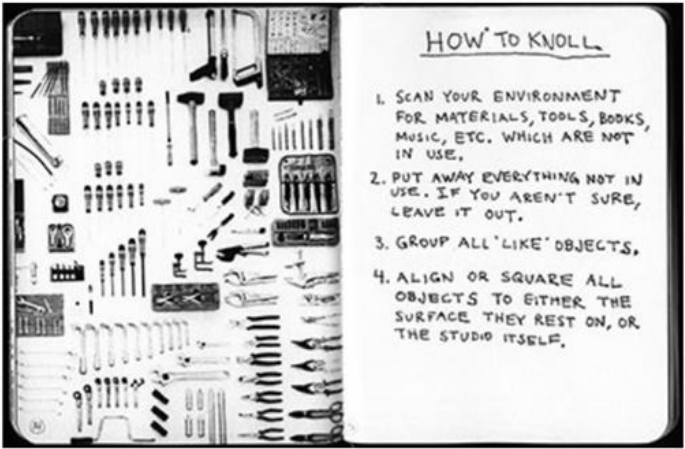 HOW TO KNOLL
1. SCAN YOUR ENVIRONMENT
FOR MATERIALS, TOOLS, BOOKS,
MUSIC, ETC. WHICH ARE NOT
IN USE.
2. PUT AWAY EVERYTHING NOT IN
USE. IF YOU AREN'T SURE,
LEAVE IT OUT.
3. GROUP ALL "LIKE" OBJECTS.
4. ALIGN OR SQUARE ALL
OBJECTS TO EITHER THE
SURFACE THEY REST ON, OR
THE STUDIO ITSELF.